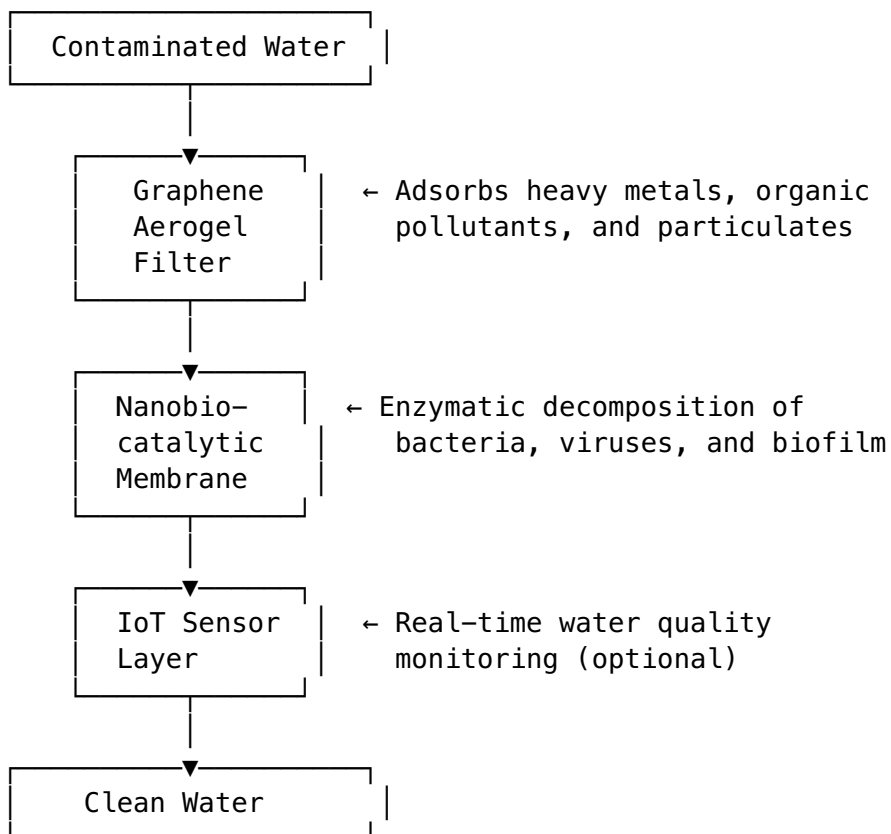 Contaminated Water
Graphene ← Adsorbs heavy metals, organic
Aerogel pollutants, and particulates
Filter
Nanobio– ← Enzymatic decomposition of
catalytic bacteria, viruses, and biofilm
Membrane
IoT Sensor ← Real–time water quality
Layer monitoring (optional)
Clean Water